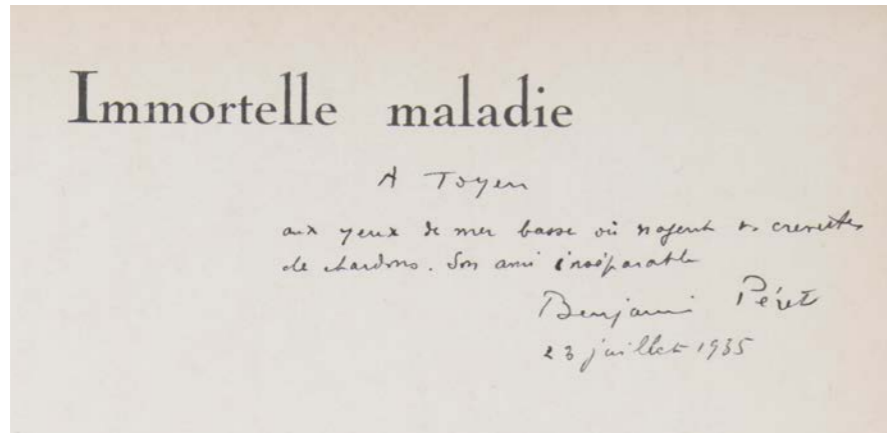 Immortelle maladie
A Toyen
aux yeux de mer basse où nagent des crevettes
de chardons. Son ami inséparable
Benjamin Péret
23 juillet 1935